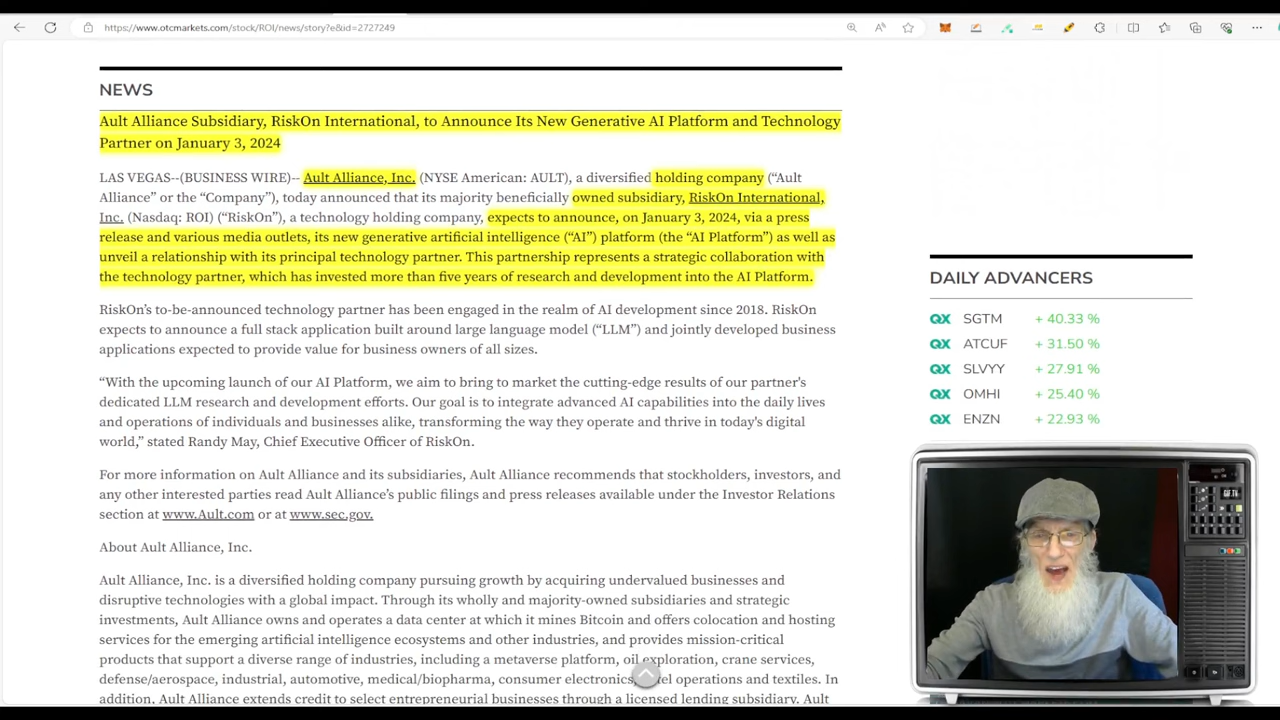 https://www.otcmarkets.com/stock/ROI/news/story?e&id=2727249
NEWS
Ault Alliance Subsidiary, RiskOn International, to Announce Its New Generative AI Platform and Technology
Partner on January 3, 2024
LAS VEGAS--(BUSINESS WIRE)-- Ault Alliance, Inc. (NYSE American: AULT), a diversified holding company (“Ault
Alliance” or the “Company”), today announced that its majority beneficially owned subsidiary, RiskOn International,
Inc. (Nasdaq: ROI) (“RiskOn”), a technology holding company, expects to announce, on January 3, 2024, via a press
release and various media outlets, its new generative artificial intelligence (“AI”) platform (the “AI Platform”) as well as
unveil a relationship with its principal technology partner. This partnership represents a strategic collaboration with
the technology partner, which has invested more than five years of research and development into the AI Platform.
RiskOn’s to-be-announced technology partner has been engaged in the realm of AI development since 2018. RiskOn
expects to announce a full stack application built around large language model (“LLM”) and jointly developed business
applications expected to provide value for business owners of all sizes.
“With the upcoming launch of our AI Platform, we aim to bring to market the cutting-edge results of our partner's
dedicated LLM research and development efforts. Our goal is to integrate advanced AI capabilities into the daily lives
and operations of individuals and businesses alike, transforming the way they operate and thrive in today's digital
world,” stated Randy May, Chief Executive Officer of RiskOn.
For more information on Ault Alliance and its subsidiaries, Ault Alliance recommends that stockholders, investors, and
any other interested parties read Ault Alliance’s public filings and press releases available under the Investor Relations
section at www.Ault.com or at www.sec.gov.
About Ault Alliance, Inc.
Ault Alliance, Inc. is a diversified holding company pursuing growth by acquiring undervalued businesses and
disruptive technologies with a global impact. Through its wholly and majority-owned subsidiaries and strategic
investments, Ault Alliance owns and operates a data center at which it mines Bitcoin and offers colocation and hosting
services for the emerging artificial intelligence ecosystems and other industries, and provides mission-critical
products that support a diverse range of industries, including a metaverse platform, oil exploration, crane services,
defense/aerospace, industrial, automotive, medical/biopharma, consumer electronics, hotel operations and textiles. In
addition, Ault Alliance extends credit to select entrepreneurial businesses through a licensed lending subsidiary. Ault
DAILY ADVANCERS
QX SGTM + 40.33 %
QX ATCUF + 31.50 %
QX SLVYY + 27.91 %
QX OMHI + 25.40 %
QX ENZN + 22.93 %